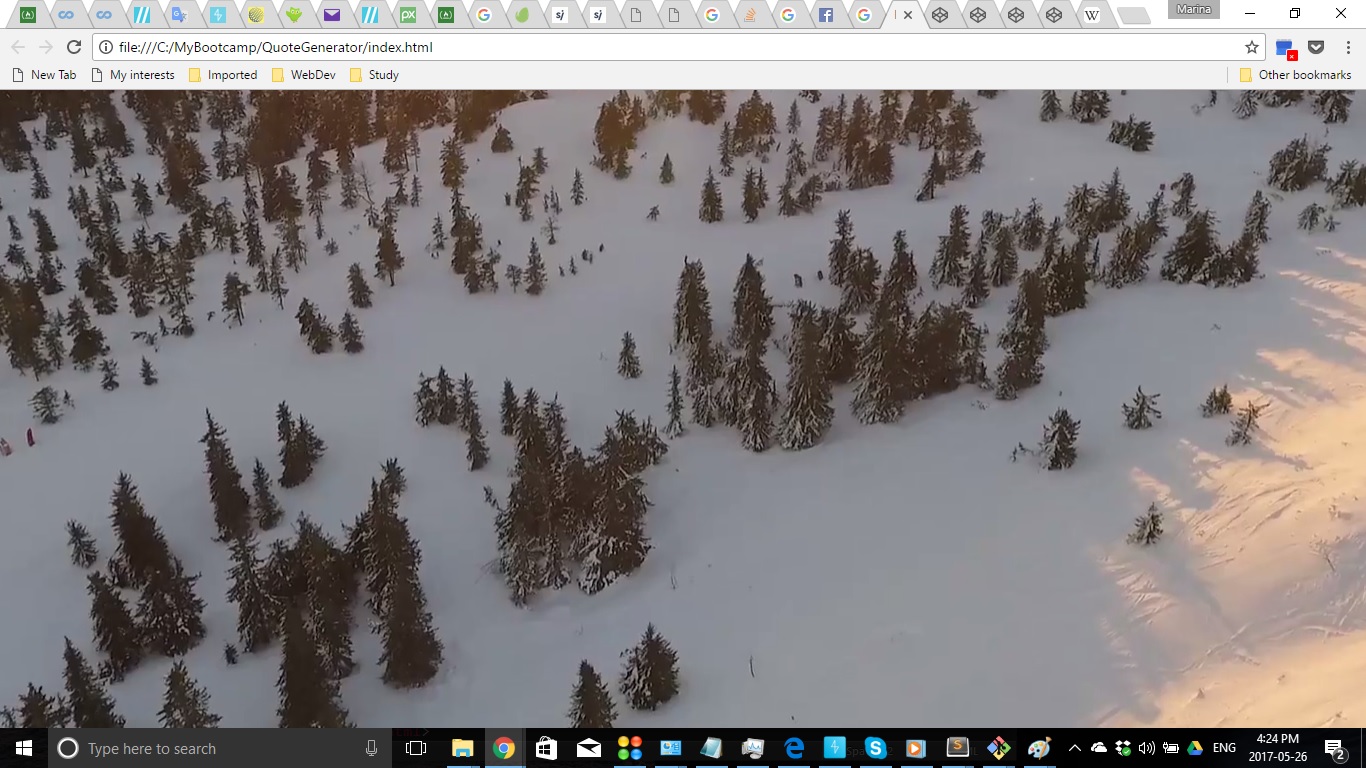 Marina
file:///C:/MyBootcamp/QuoteGenerator/index.html
New Tab My interests Imported WebDev Study Other bookmarks
Type here to search
ENG
4:24 PM
2017-05-26
2